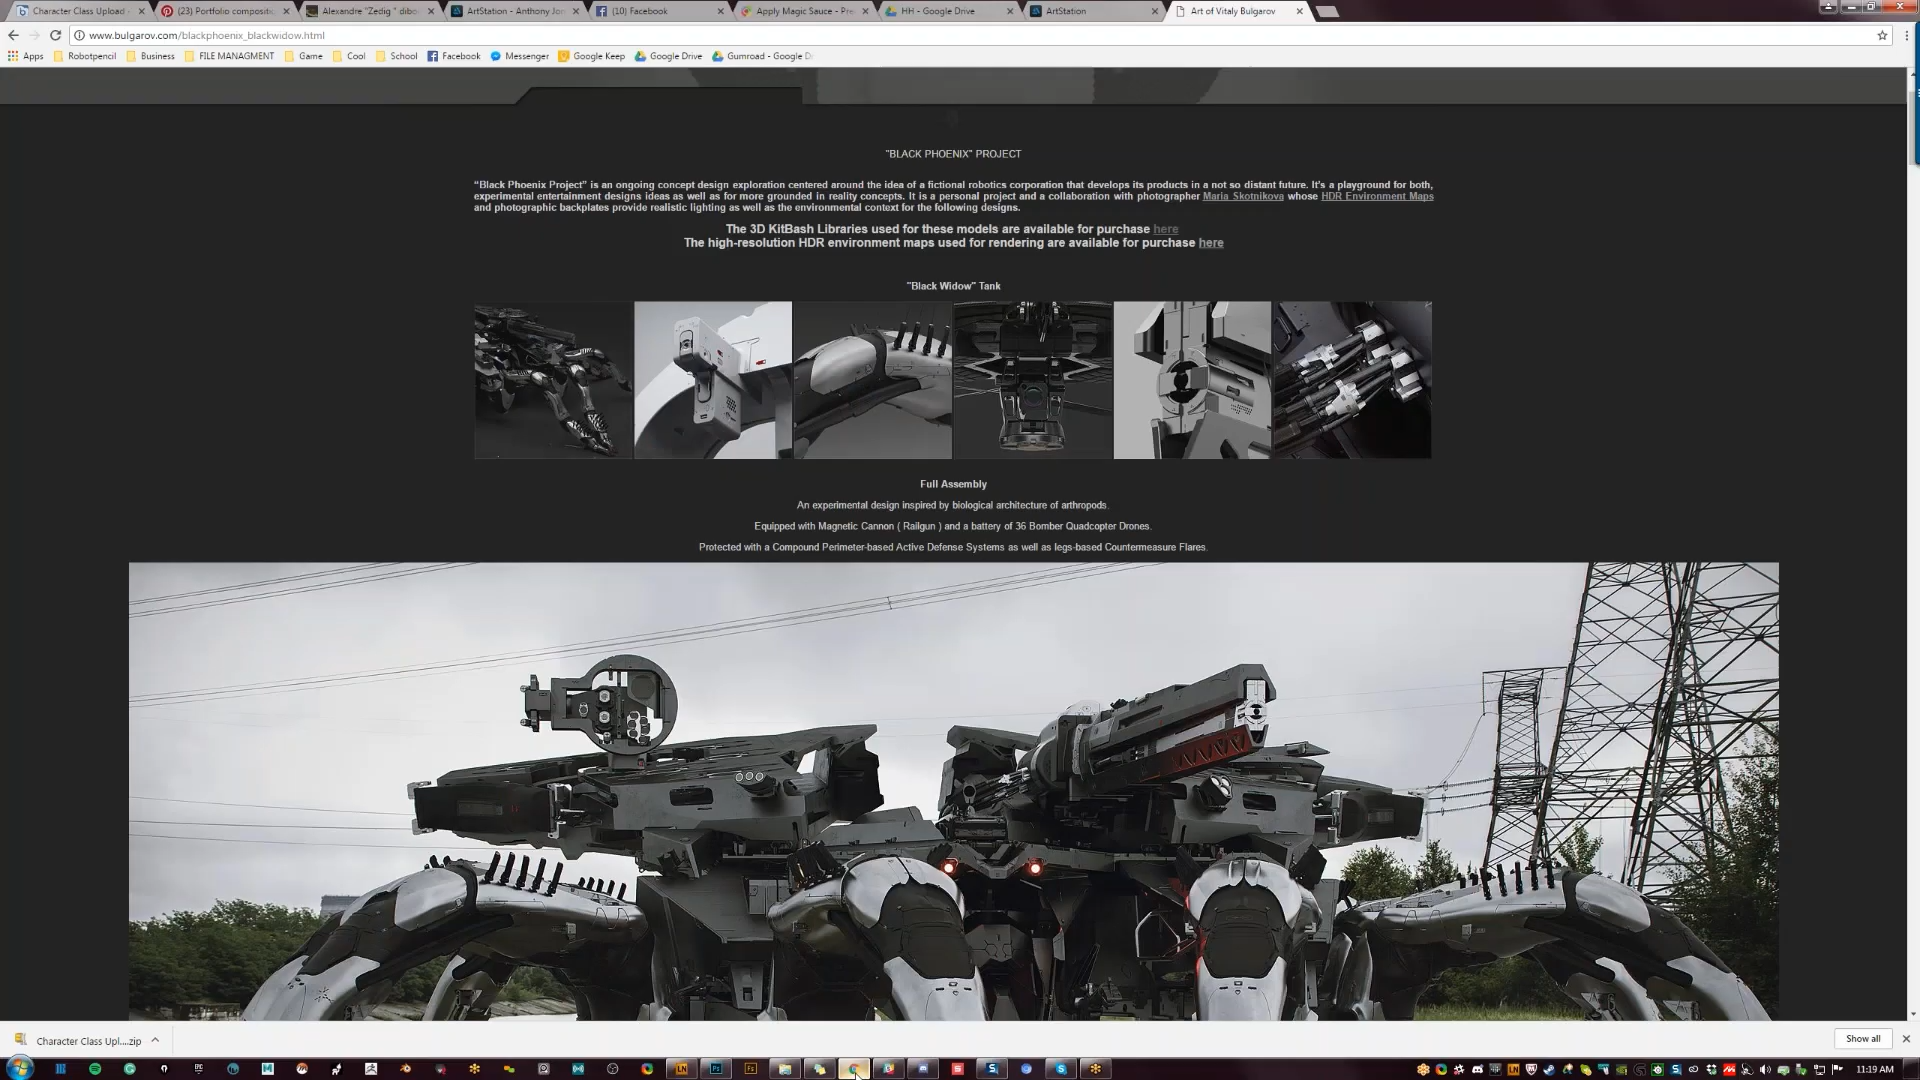 Character Class Upload -
(23) Portfolio compositi
Alexandre "Zedig " dibo
ArtStation - Anthony Jon
(10) Facebook
Apply Magic Sauce - Pre
HH - Google Drive
ArtStation
Art of Vitaly Bulgarov
www.bulgarov.com/blackphoenix_blackwidow.html
Apps
Robotpencil
Business
FILE MANAGMENT
Game
Cool
School
Facebook
Messenger
Google Keep
Google Drive
Gumroad - Google D
"BLACK PHOENIX" PROJECT
"Black Phoenix Project" is an ongoing concept design exploration centered around the idea of a fictional robotics corporation that develops its products in a not so distant future. It's a playground for both,
experimental entertainment designs ideas as well as for more grounded in reality concepts. It is a personal project and a collaboration with photographer Maria Skotnikova whose HDR Environment Maps
and photographic backplates provide realistic lighting as well as the environmental context for the following designs.
The 3D KitBash Libraries used for these models are available for purchase here
The high-resolution HDR environment maps used for rendering are available for purchase here
"Black Widow" Tank
Full Assembly
An experimental design inspired by biological architecture of arthropods.
Equipped with Magnetic Cannon ( Railgun ) and a battery of 36 Bomber Quadcopter Drones.
Protected with a Compound Perimeter-based Active Defense Systems as well as legs-based Countermeasure Flares.
Character Class Upl....zip
Show all
11:19 AM